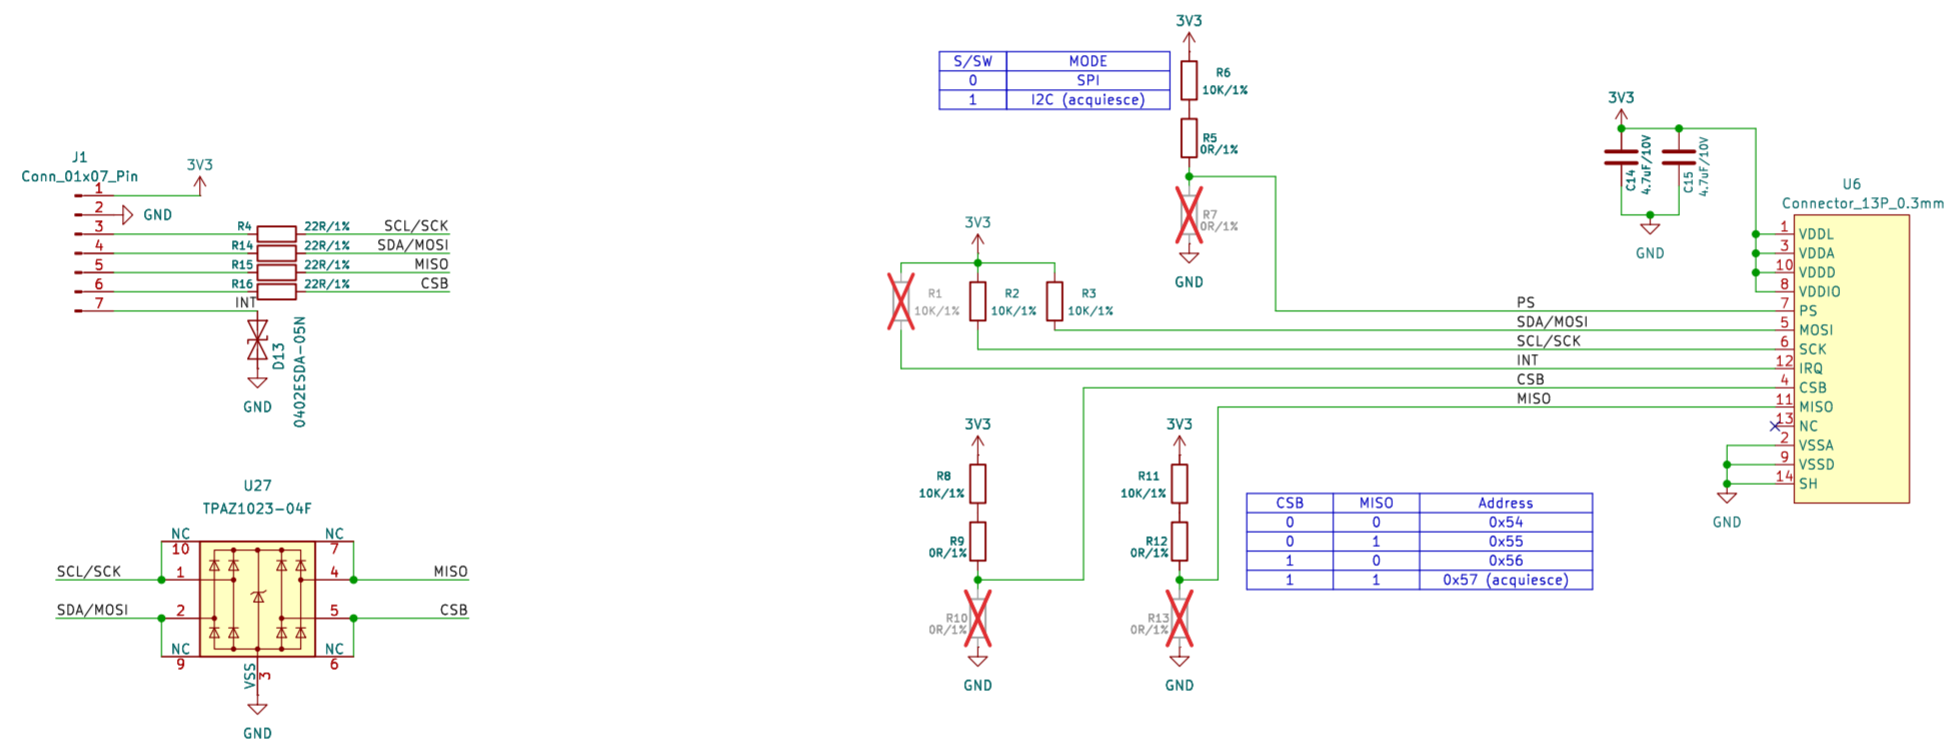 J1
Conn_01x07_Pin
1
2
3
4
5
6
7
3V3
GND
R4 22R/1% SCL/SCK
R14 22R/1% SDA/MOSI
R15 22R/1% MISO
R16 22R/1% CSB
INT
D13
0402ESDA-05N
GND
U27
TPAZ1023-04F
NC
10
NC
7
SCL/SCK
1
4
MISO
SDA/MOSI
2
5
CSB
NC
9
NC
6
VSS
3
GND
S/SW MODE
0 SPI
1 I2C (acquiesce)
3V3
R6
10K/1%
R5
0R/1%
R7
0R/1%
GND
3V3
R1
10K/1%
R2
10K/1%
R3
10K/1%
PS
SDA/MOSI
SCL/SCK
INT
CSB
MISO
3V3
R8
10K/1%
R9
0R/1%
R10
0R/1%
GND
3V3
R11
10K/1%
R12
0R/1%
R13
0R/1%
GND
CSB MISO Address
0 0 0x54
0 1 0x55
1 0 0x56
1 1 0x57 (acquiesce)
3V3
C14
4.7uF/10V
C15
4.7uF/10V
GND
U6
Connector_13P_0.3mm
1 VDDL
3 VDDA
10 VDDD
8 VDDIO
7 PS
5 MOSI
6 SCK
12 IRQ
4 CSB
11 MISO
13 NC
2 VSSA
9 VSSD
14 SH
GND